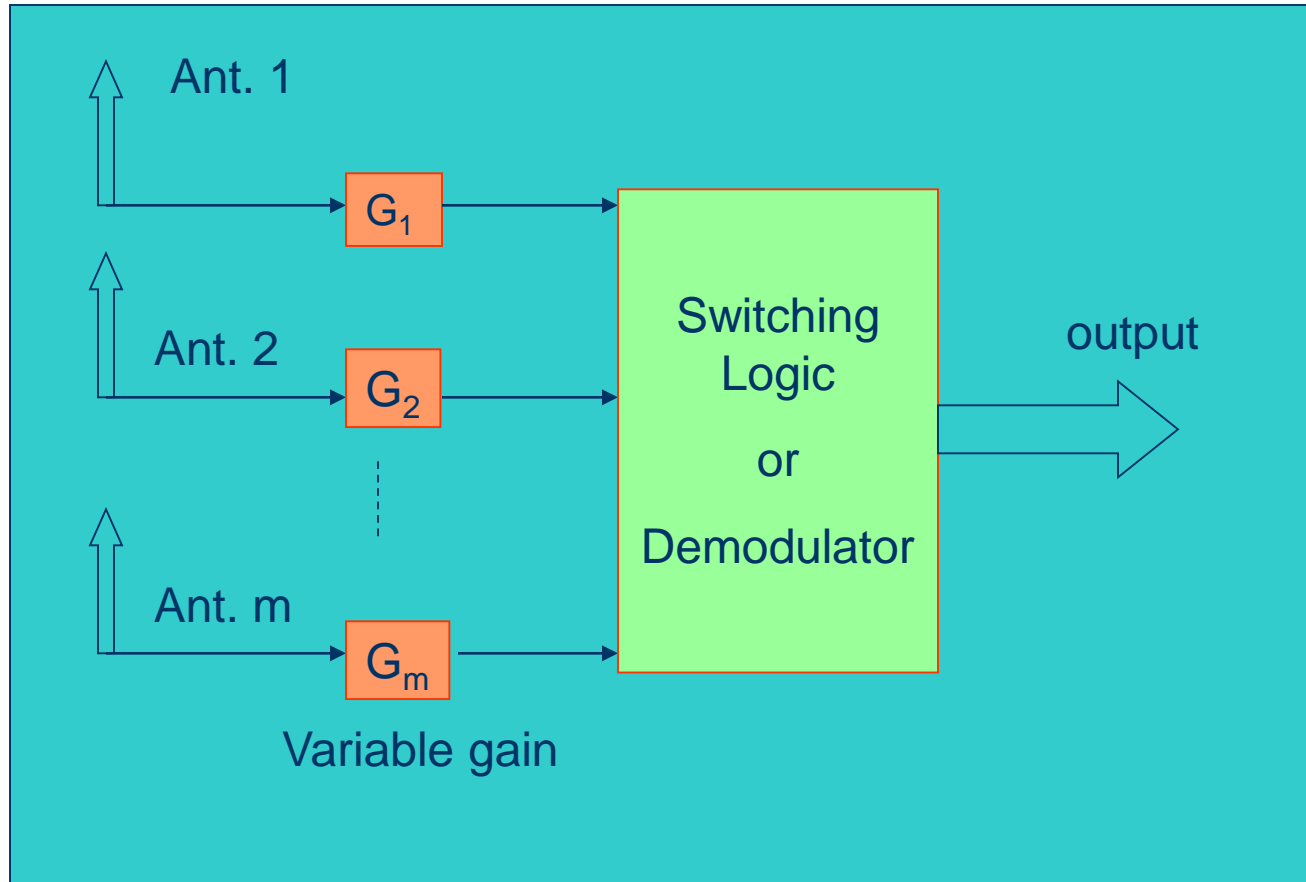 Ant. 1
G₁
Ant. 2
G₂
Switching
Logic
or
Demodulator
output
Ant. m
Gₘ
Variable gain